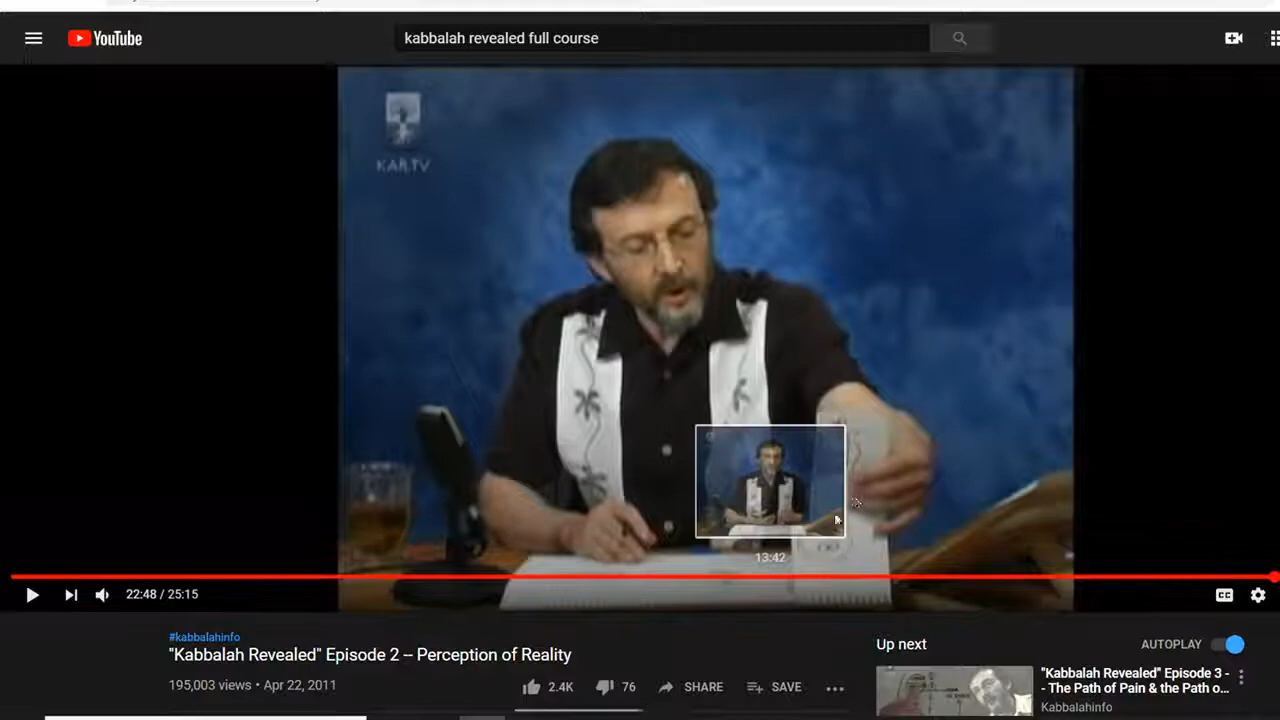 YouTube
kabbalah revealed full course
KAB.TV
13:42
22:48 / 25:15
CC
#kabbalahinfo
"Kabbalah Revealed" Episode 2 -- Perception of Reality
195,003 views • Apr 22, 2011
2.4K
76
SHARE
SAVE
Up next
AUTOPLAY
"Kabbalah Revealed" Episode 3 -
- The Path of Pain & the Path o...
Kabbalahinfo